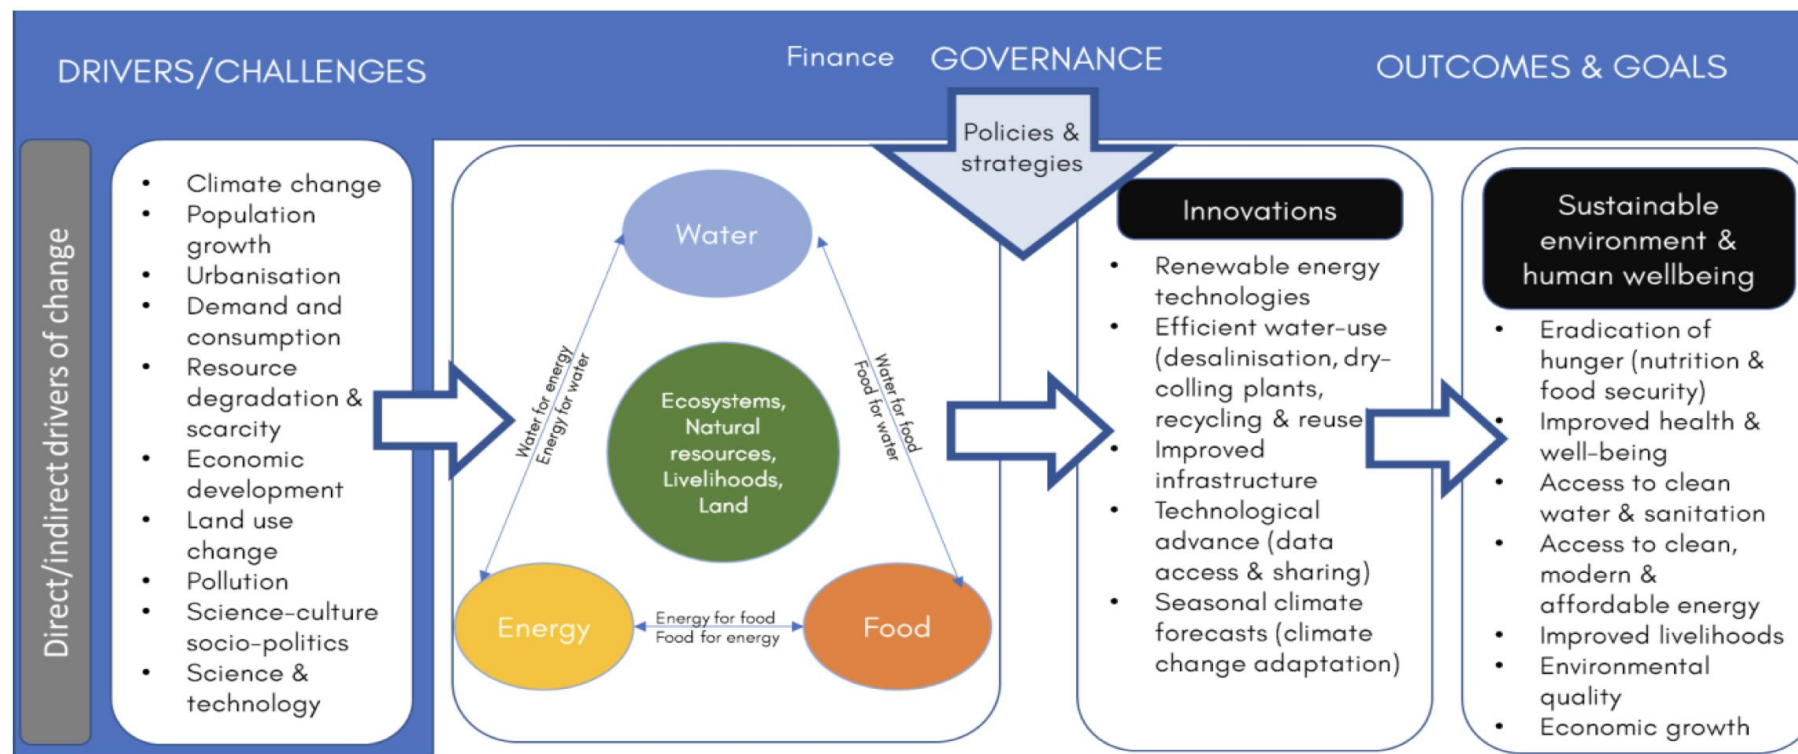 DRIVERS/CHALLENGES
Finance GOVERNANCE
OUTCOMES & GOALS
Direct/indirect drivers of change
• Climate change
• Population
growth
• Urbanisation
• Demand and
consumption
• Resource
degradation &
scarcity
• Economic
development
• Land use
change
• Pollution
• Science-culture
socio-politics
• Science &
technology
Policies &
strategies
Water
Water for energy
Energy for water
Water for food
Food for water
Ecosystems,
Natural
resources,
Livelihoods,
Land
Energy
Energy for food
Food for energy
Food
Innovations
• Renewable energy
technologies
• Efficient water-use
(desalinisation, dry-
colling plants,
recycling & reuse
• Improved
infrastructure
• Technological
advance (data
access & sharing)
• Seasonal climate
forecasts (climate
change adaptation)
Sustainable
environment &
human wellbeing
• Eradication of
hunger (nutrition &
food security)
• Improved health &
well-being
• Access to clean
water & sanitation
• Access to clean,
modern &
affordable energy
• Improved livelihoods
• Environmental
quality
• Economic growth